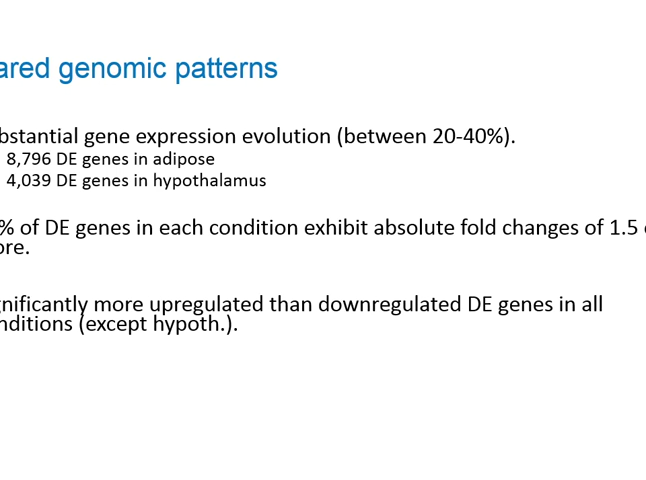 ared genomic patterns
bstantial gene expression evolution (between 20-40%).
8,796 DE genes in adipose
4,039 DE genes in hypothalamus
% of DE genes in each condition exhibit absolute fold changes of 1.5
ore.
nificantly more upregulated than downregulated DE genes in all
nditions (except hypoth.).